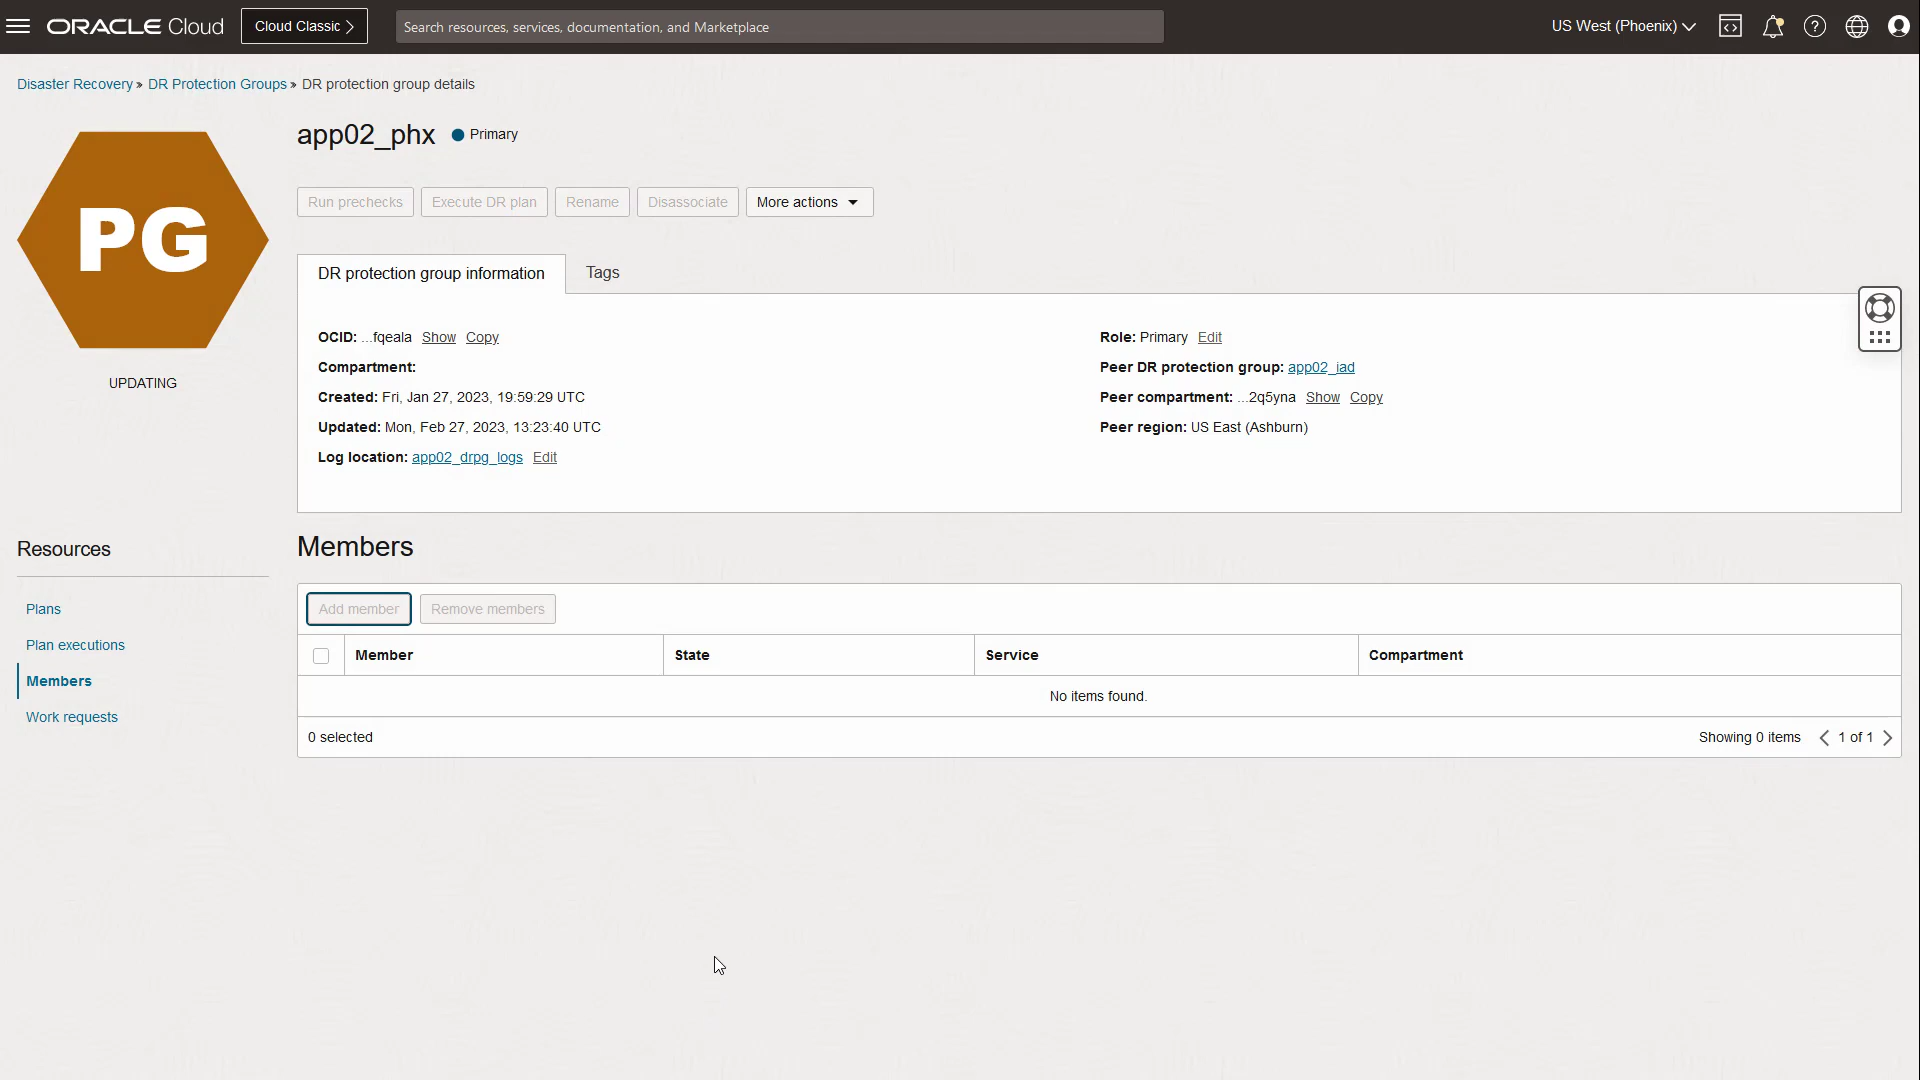 ORACLE Cloud
Cloud Classic
Search resources, services, documentation, and Marketplace
US West (Phoenix)
Disaster Recovery » DR Protection Groups » DR protection group details
PG
UPDATING
app02_phx
Primary
Run prechecks
Execute DR plan
Rename
Disassociate
More actions
DR protection group information
Tags
OCID: ...fqeala Show Copy
Compartment:
Created: Fri, Jan 27, 2023, 19:59:29 UTC
Updated: Mon, Feb 27, 2023, 13:23:40 UTC
Log location: app02_drpg_logs Edit
Role: Primary Edit
Peer DR protection group: app02_iad
Peer compartment: ...2q5yna Show Copy
Peer region: US East (Ashburn)
Resources
Plans
Plan executions
Members
Work requests
Members
Add member
Remove members
Member
State
Service
Compartment
No items found.
0 selected
Showing 0 items
1 of 1